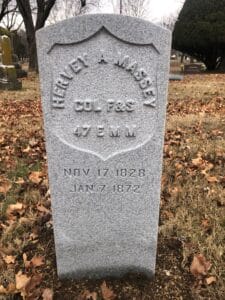 HERVEY A MASSEY
COL F&S
47 E M M
NOV 17 1828
JAN 7 1872